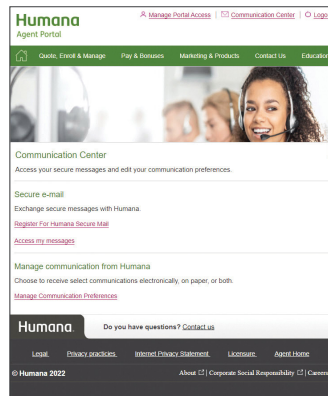 Humana
Agent Portal
Manage Portal Access | Communication Center | Logo
Quote, Enroll & Manage Pay & Bonuses Marketing & Products Contact Us Education
Communication Center
Access your secure messages and edit your communication preferences.
Secure e-mail
Exchange secure messages with Humana.
Register For Humana Secure Mail
Access my messages
Manage communication from Humana
Choose to receive select communications electronically, on paper, or both.
Manage Communication Preferences
Humana. Do you have questions? Contact us
Legal Privacy practicies Internet Privacy Statement Licensure Agent Home
© Humana 2022 About | Corporate Social Responsibility | Careers